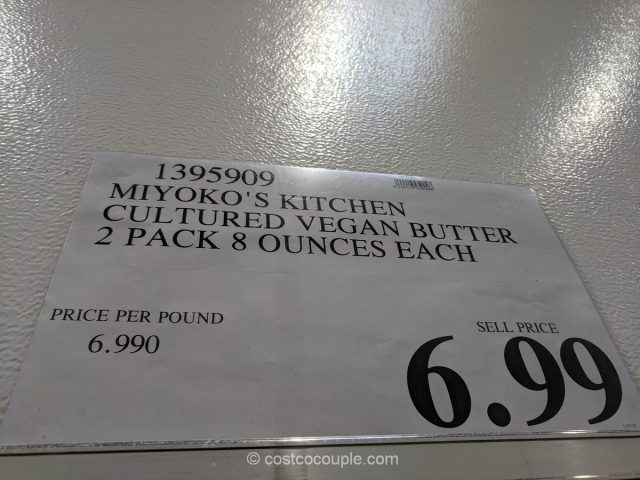 1395909
MIYOKO'S KITCHEN
CULTURED VEGAN BUTTER
2 PACK 8 OUNCES EACH
PRICE PER POUND
6.990
SELL PRICE
6.99
© costcocouple.com